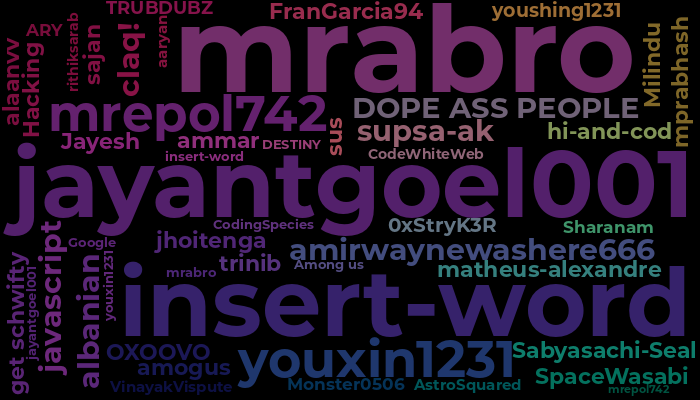 TRUBDUBZ
FranGarcia94
youshing1231
ARY
rithiksarab
sajan
claq!
aaryan
mrabro
Milindu
mprabhash
alaanvv
Hacking
mrepol742
DOPE ASS PEOPLE
Jayesh
ammar
DESTINY
sus
supsa-ak
hi-and-cod
insert-word
CodeWhiteWeb
jayantgoel001
CodingSpecies
0xStryK3R
Sharanam
Google
jhoitenga
amirwaynewashere666
trinib
Among us
mrabro
matheus-alexandre
get schwifty
jayantgoel001
javascript
albanian
youxin1231
insert-word
OXOOVO
amogus
youxin1231
Sabyasachi-Seal
VinayakVispute
Monster0506
AstroSquared
SpaceWasabi
mrepol742